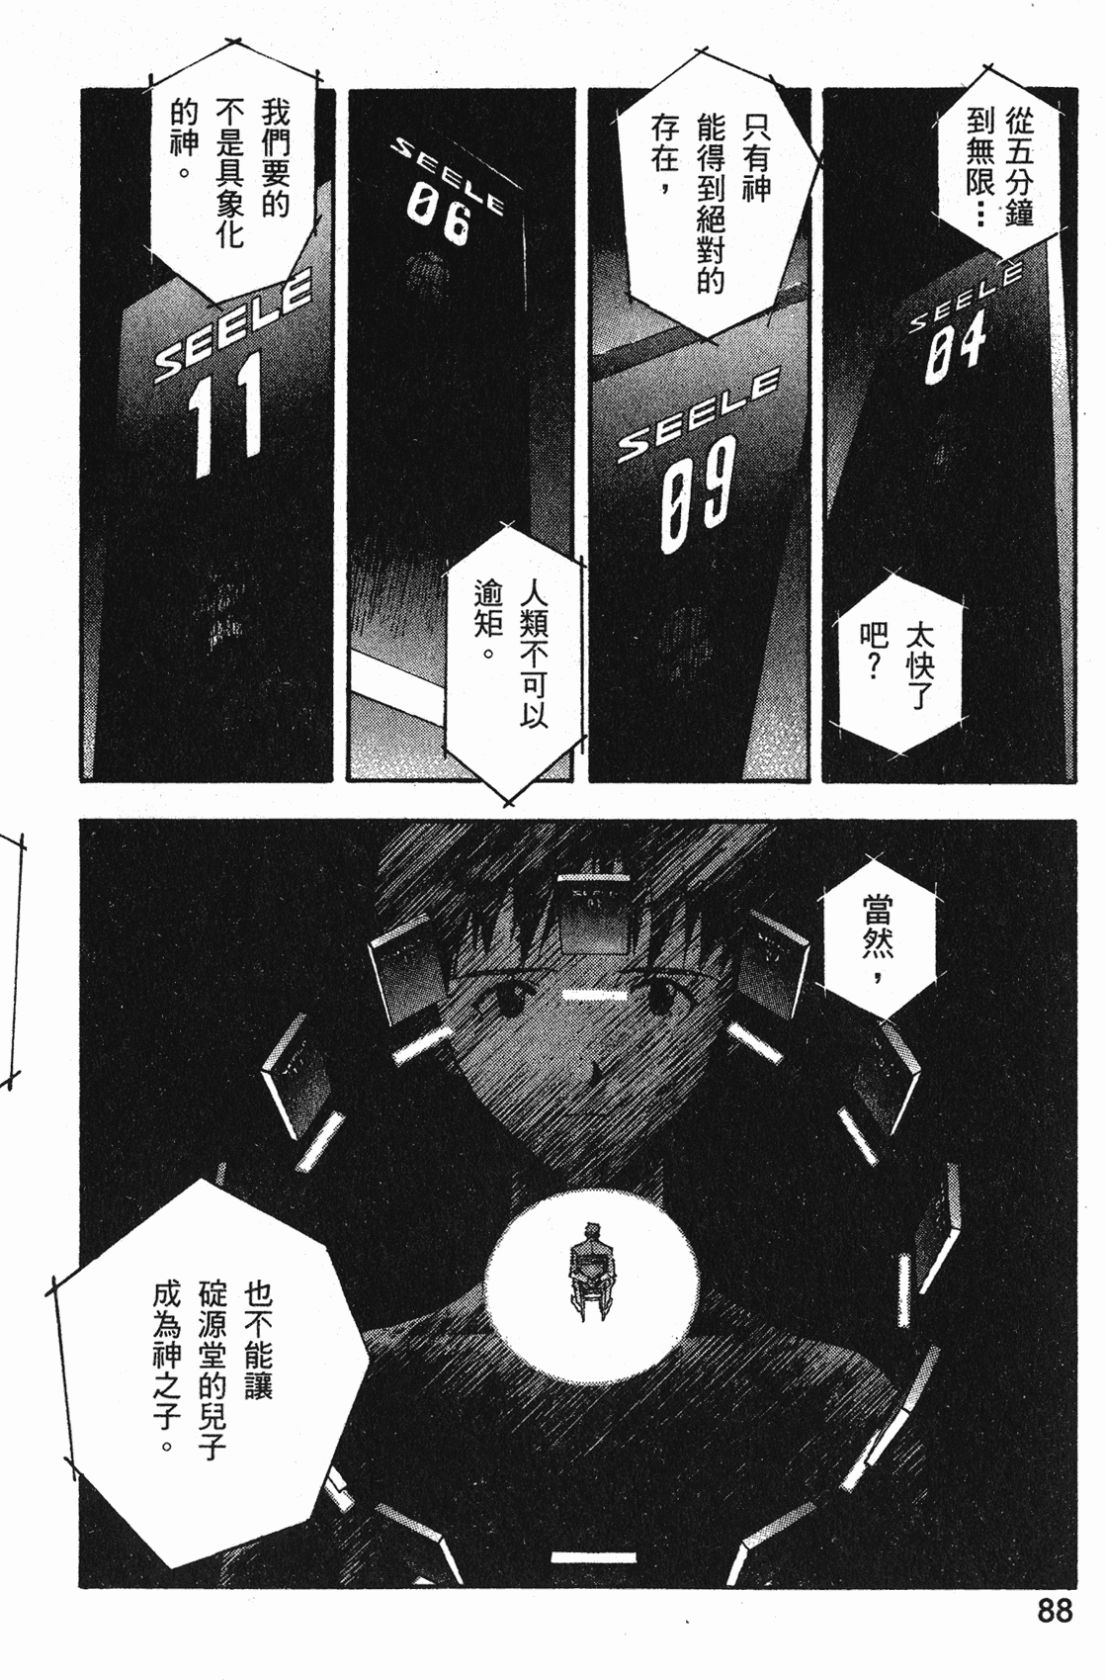 從五分鐘
到無限…
SEELE
04
太快了
吧？
只有神
能得到絕對的
存在，
SEELE
09
SEELE
06
人類不可以
逾矩。
我們要的
不是具象化
的神。
SEELE
11
當然，
也不能讓
碇源堂的兒子
成為神之子。
88